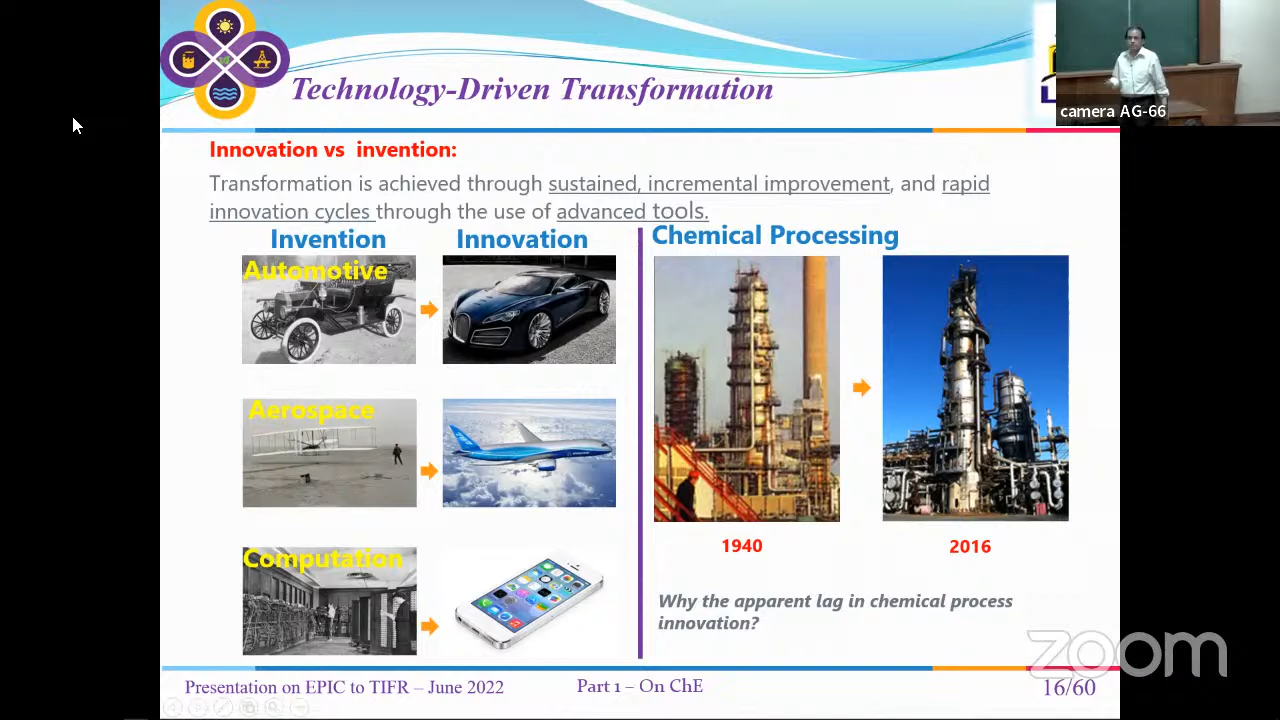 Technology-Driven Transformation
camera AG-66
Innovation vs invention:
Transformation is achieved through sustained, incremental improvement, and rapid
innovation cycles through the use of advanced tools.
Invention
Innovation
Chemical Processing
Automotive
Aerospace
Computation
1940
2016
Why the apparent lag in chemical process
innovation?
zoom
Presentation on EPIC to TIFR – June 2022
Part 1 – On ChE
16/60